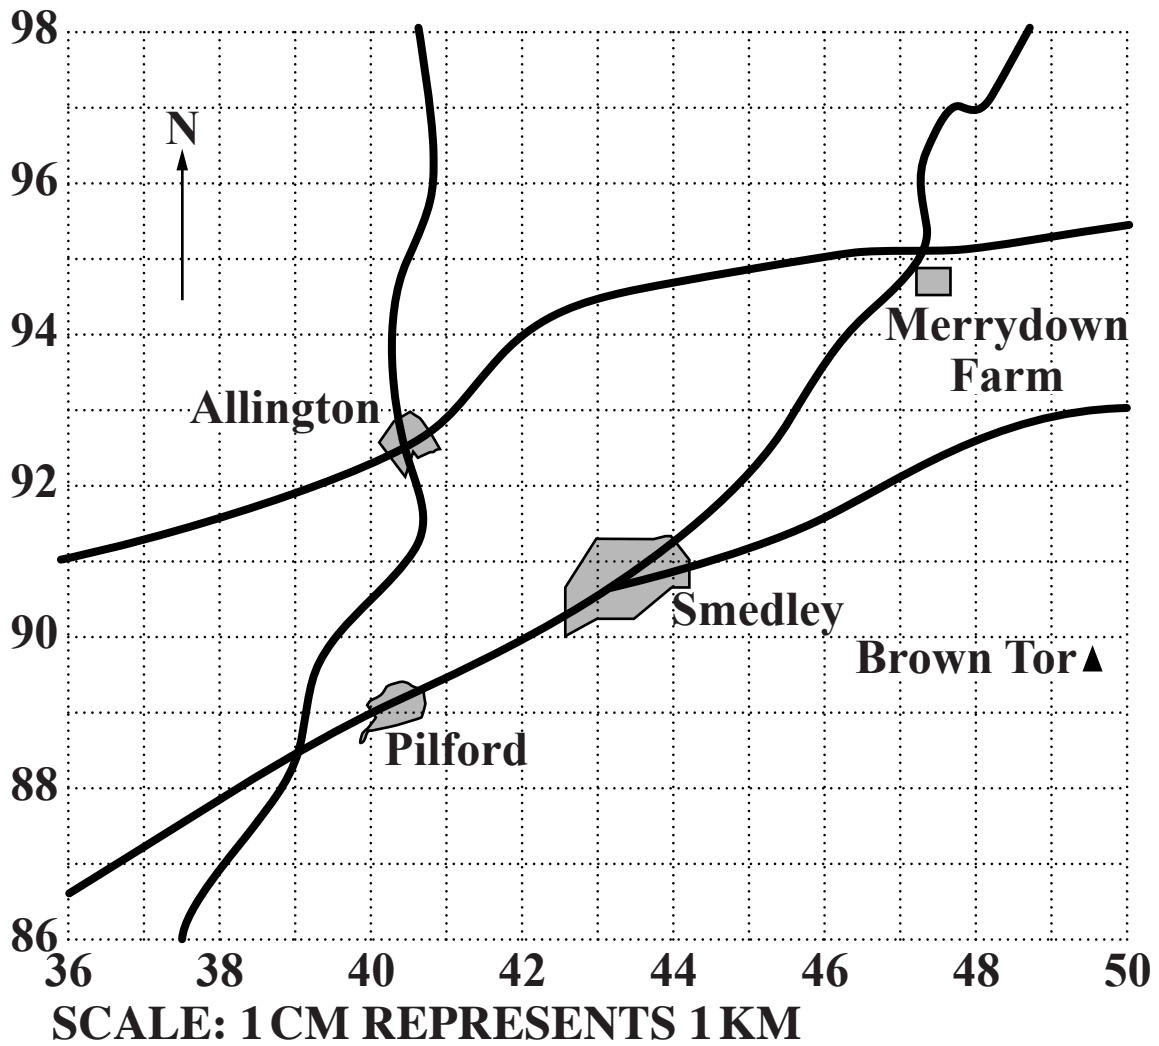 98
N
96
94
Merrydown
Farm
Allington
92
Smedley
90
Brown Tor
Pilford
88
86
36 38 40 42 44 46 48 50
SCALE: 1 CM REPRESENTS 1 KM